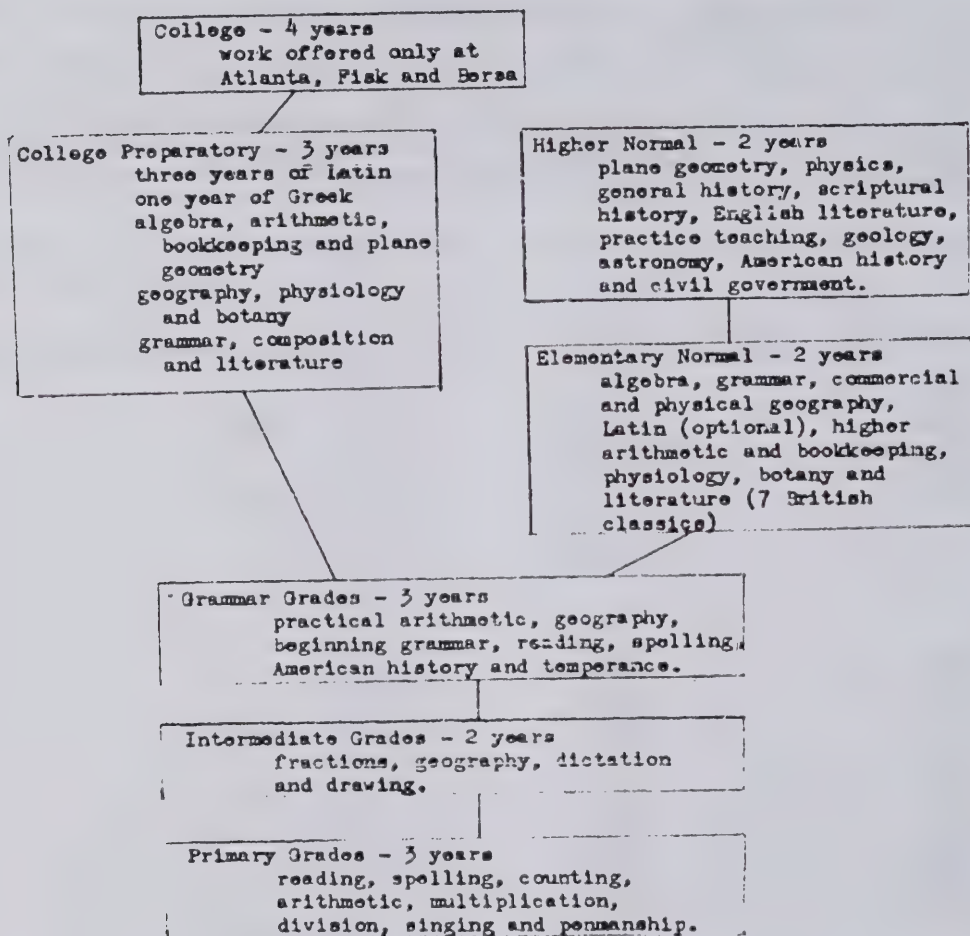 College - 4 years
work offered only at
Atlanta, Fisk and Berea
College Preparatory - 3 years
three years of Latin
one year of Greek
algebra, arithmetic,
bookkeeping and plane
geometry
geography, physiology
and botany
grammar, composition
and literature
Higher Normal - 2 years
plane geometry, physics,
general history, scriptural
history, English literature,
practice teaching, geology,
astronomy, American history
and civil government.
Elementary Normal - 2 years
algebra, grammar, commercial
and physical geography,
Latin (optional), higher
arithmetic and bookkeeping,
physiology, botany and
literature (7 British
classics)
Grammar Grades - 3 years
practical arithmetic, geography,
beginning grammar, reading, spelling,
American history and temperance.
Intermediate Grades - 2 years
fractions, geography, dictation
and drawing.
Primary Grades - 3 years
reading, spelling, counting,
arithmetic, multiplication,
division, singing and penmanship.